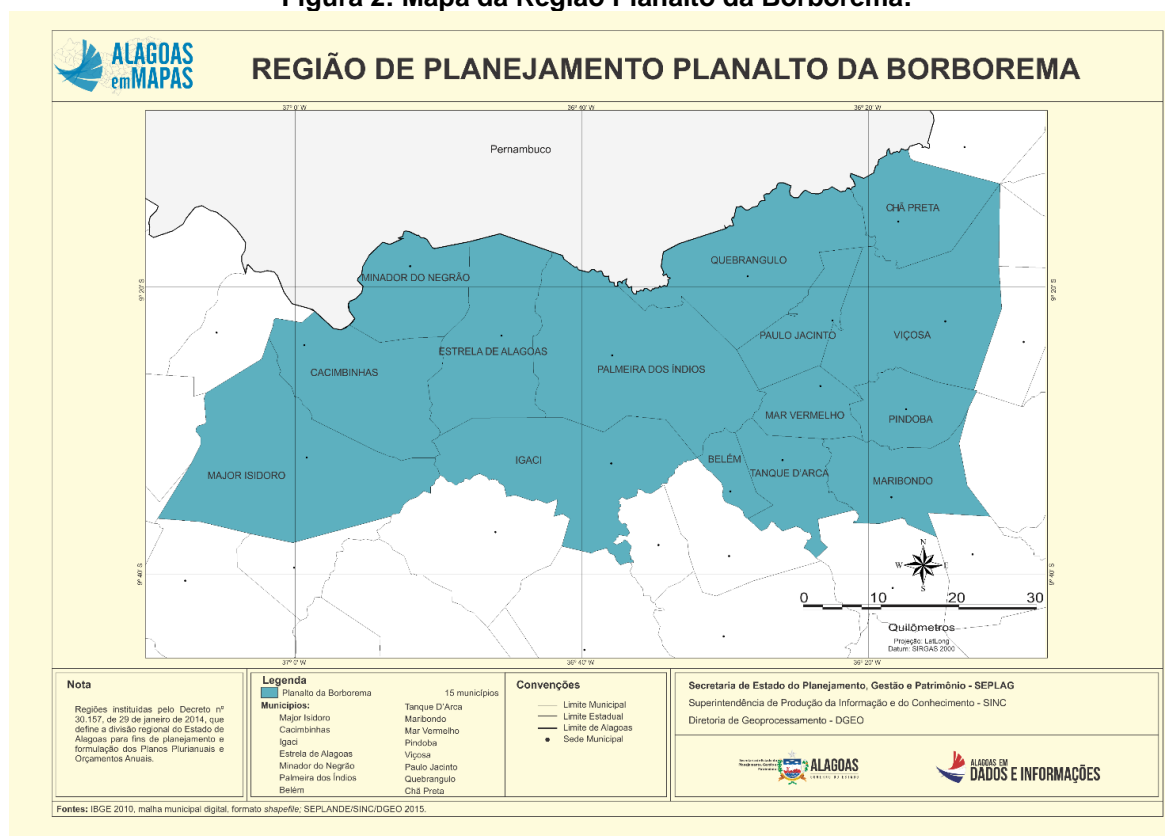 Figura 2: Mapa da Região Planalto da Borborema.
ALAGOAS
emMAPAS
REGIÃO DE PLANEJAMENTO PLANALTO DA BORBOREMA
37° 0' W
36° 40' W
36° 20' W
Pernambuco
CHÃ PRETA
QUEBRANGULO
MINADOR DO NEGRÃO
9° 20' S
9° 20' S
PAULO JACINTO
VIÇOSA
ESTRELA DE ALAGOAS
CACIMBINHAS
PALMEIRA DOS ÍNDIOS
MAR VERMELHO
PINDOBA
BELÉM
IGACI
TANQUE D'ARCA
MAJOR ISIDORO
MARIBONDO
N
W
E
S
9° 40' S
9° 40' S
0 10 20 30
Quilômetros
Projeção: LatLong
Datum: SIRGAS 2000
37° 0' W
36° 40' W
36° 20' W
Nota
Regiões instituídas pelo Decreto nº
30.157, de 29 de janeiro de 2014, que
define a divisão regional do Estado de
Alagoas para fins de planejamento e
formulação dos Planos Plurianuais e
Orçamentos Anuais.
Legenda
Planalto da Borborema 15 municípios
Municípios:
Major Isidoro
Cacimbinhas
Igaci
Estrela de Alagoas
Minador do Negrão
Palmeira dos Índios
Belém
Tanque D'Arca
Maribondo
Mar Vermelho
Pindoba
Viçosa
Paulo Jacinto
Quebrangulo
Chã Preta
Convenções
Limite Municipal
Limite Estadual
Limite de Alagoas
Sede Municipal
Secretaria de Estado do Planejamento, Gestão e Patrimônio - SEPLAG
Superintendência de Produção da Informação e do Conhecimento - SINC
Diretoria de Geoprocessamento - DGEO
ALAGOAS
ALAGOAS EM
DADOS E INFORMAÇÕES
Fontes: IBGE 2010, malha municipal digital, formato shapefile; SEPLANDE/SINC/DGEO 2015.